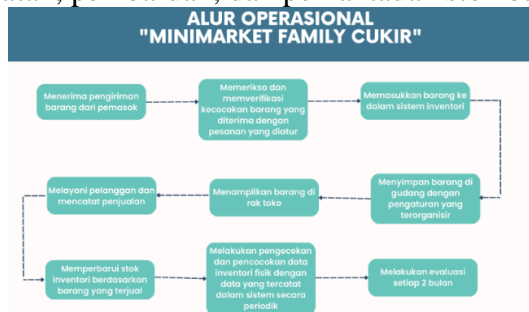 ALUR OPERASIONAL
"MINIMARKET FAMILY CUKIR"
Menerima pengiriman
barang dari pemasok
Memeriksa dan
memverifikasi
kecocokan barang yang
diterima dengan
pesanan yang diatur
Memasukkan barang ke
dalam sistem inventori
Menyimpan barang di
gudang dengan
pengaturan yang
terorganisir
Menampilkan barang di
rak toko
Melayani pelanggan dan
mencatat penjualan
Memperbarui stok
inventori berdasarkan
barang yang terjual
Melakukan pengecekan
dan pencocokan data
inventori fisik dengan
data yang tercatat
dalam sistem secara
periodik
Melakukan evaluasi
setiap 2 bulan